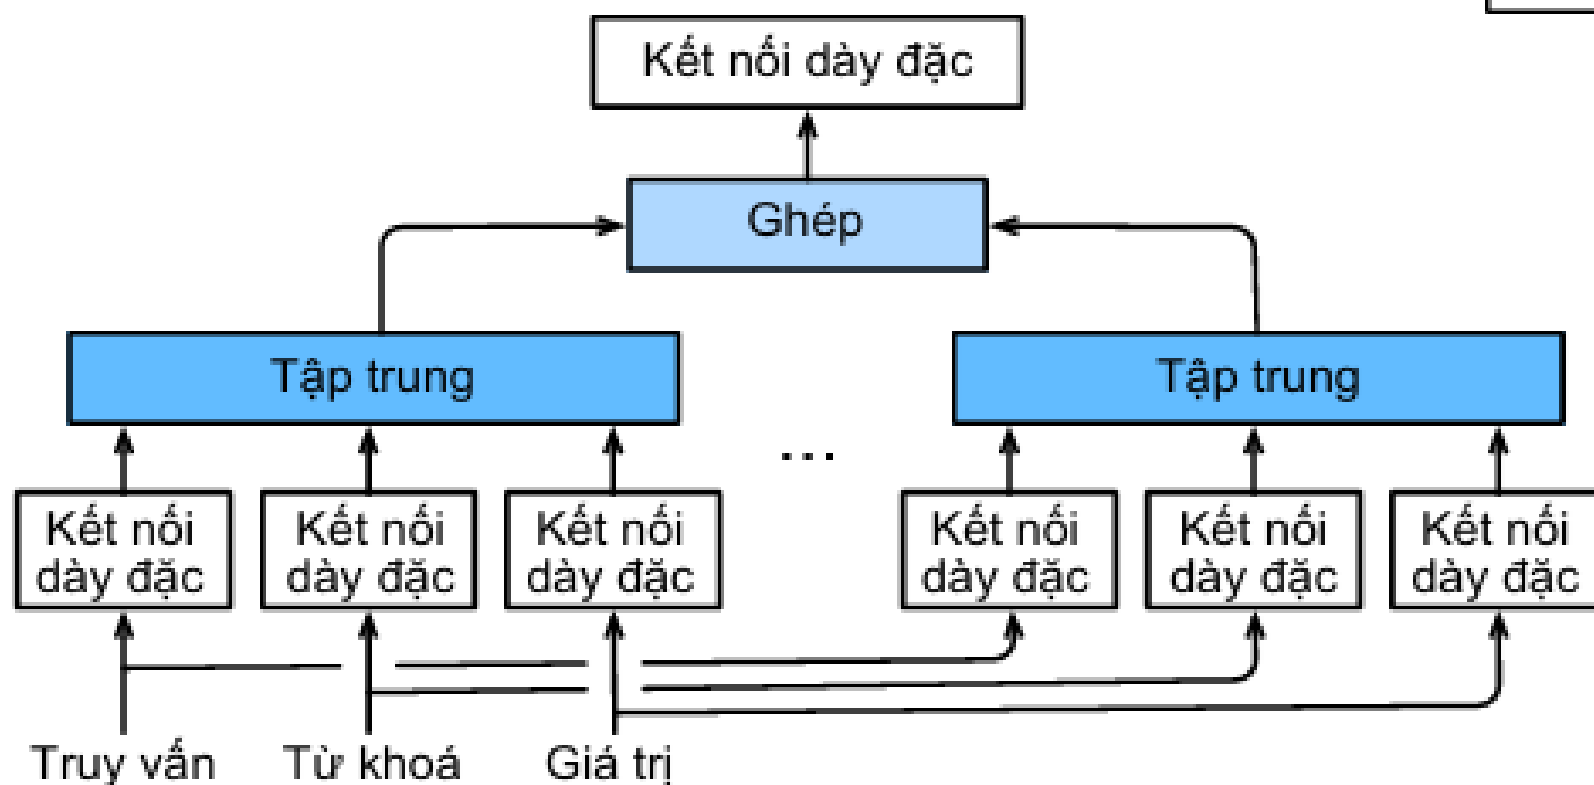 Kết nối dày đặc
Ghép
Tập trung
Tập trung
...
Kết nối
dày đặc
Kết nối
dày đặc
Kết nối
dày đặc
Kết nối
dày đặc
Kết nối
dày đặc
Kết nối
dày đặc
Truy vấn
Từ khoá
Giá trị